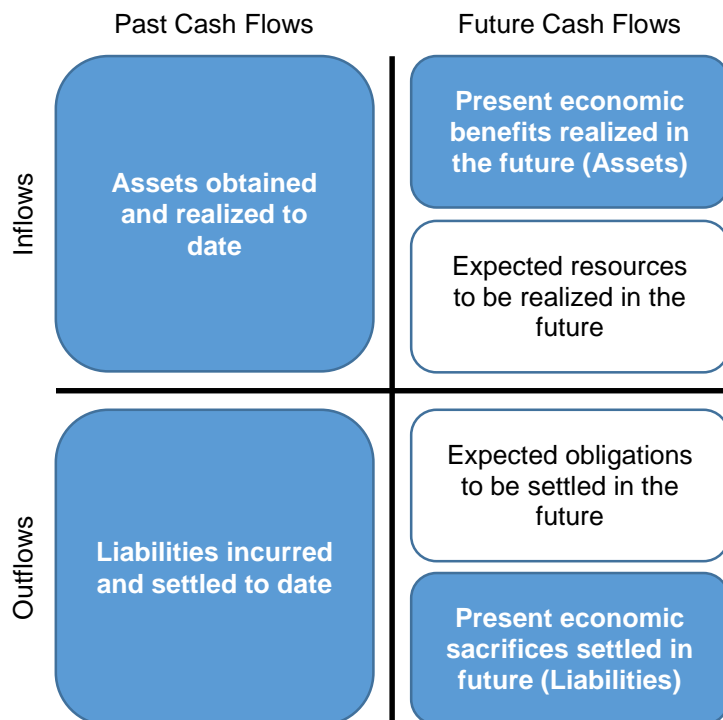 Past Cash Flows
Future Cash Flows
Inflows
Assets obtained
and realized to
date
Present economic
benefits realized in
the future (Assets)
Expected resources
to be realized in the
future
Outflows
Liabilities incurred
and settled to date
Expected obligations
to be settled in the
future
Present economic
sacrifices settled in
future (Liabilities)